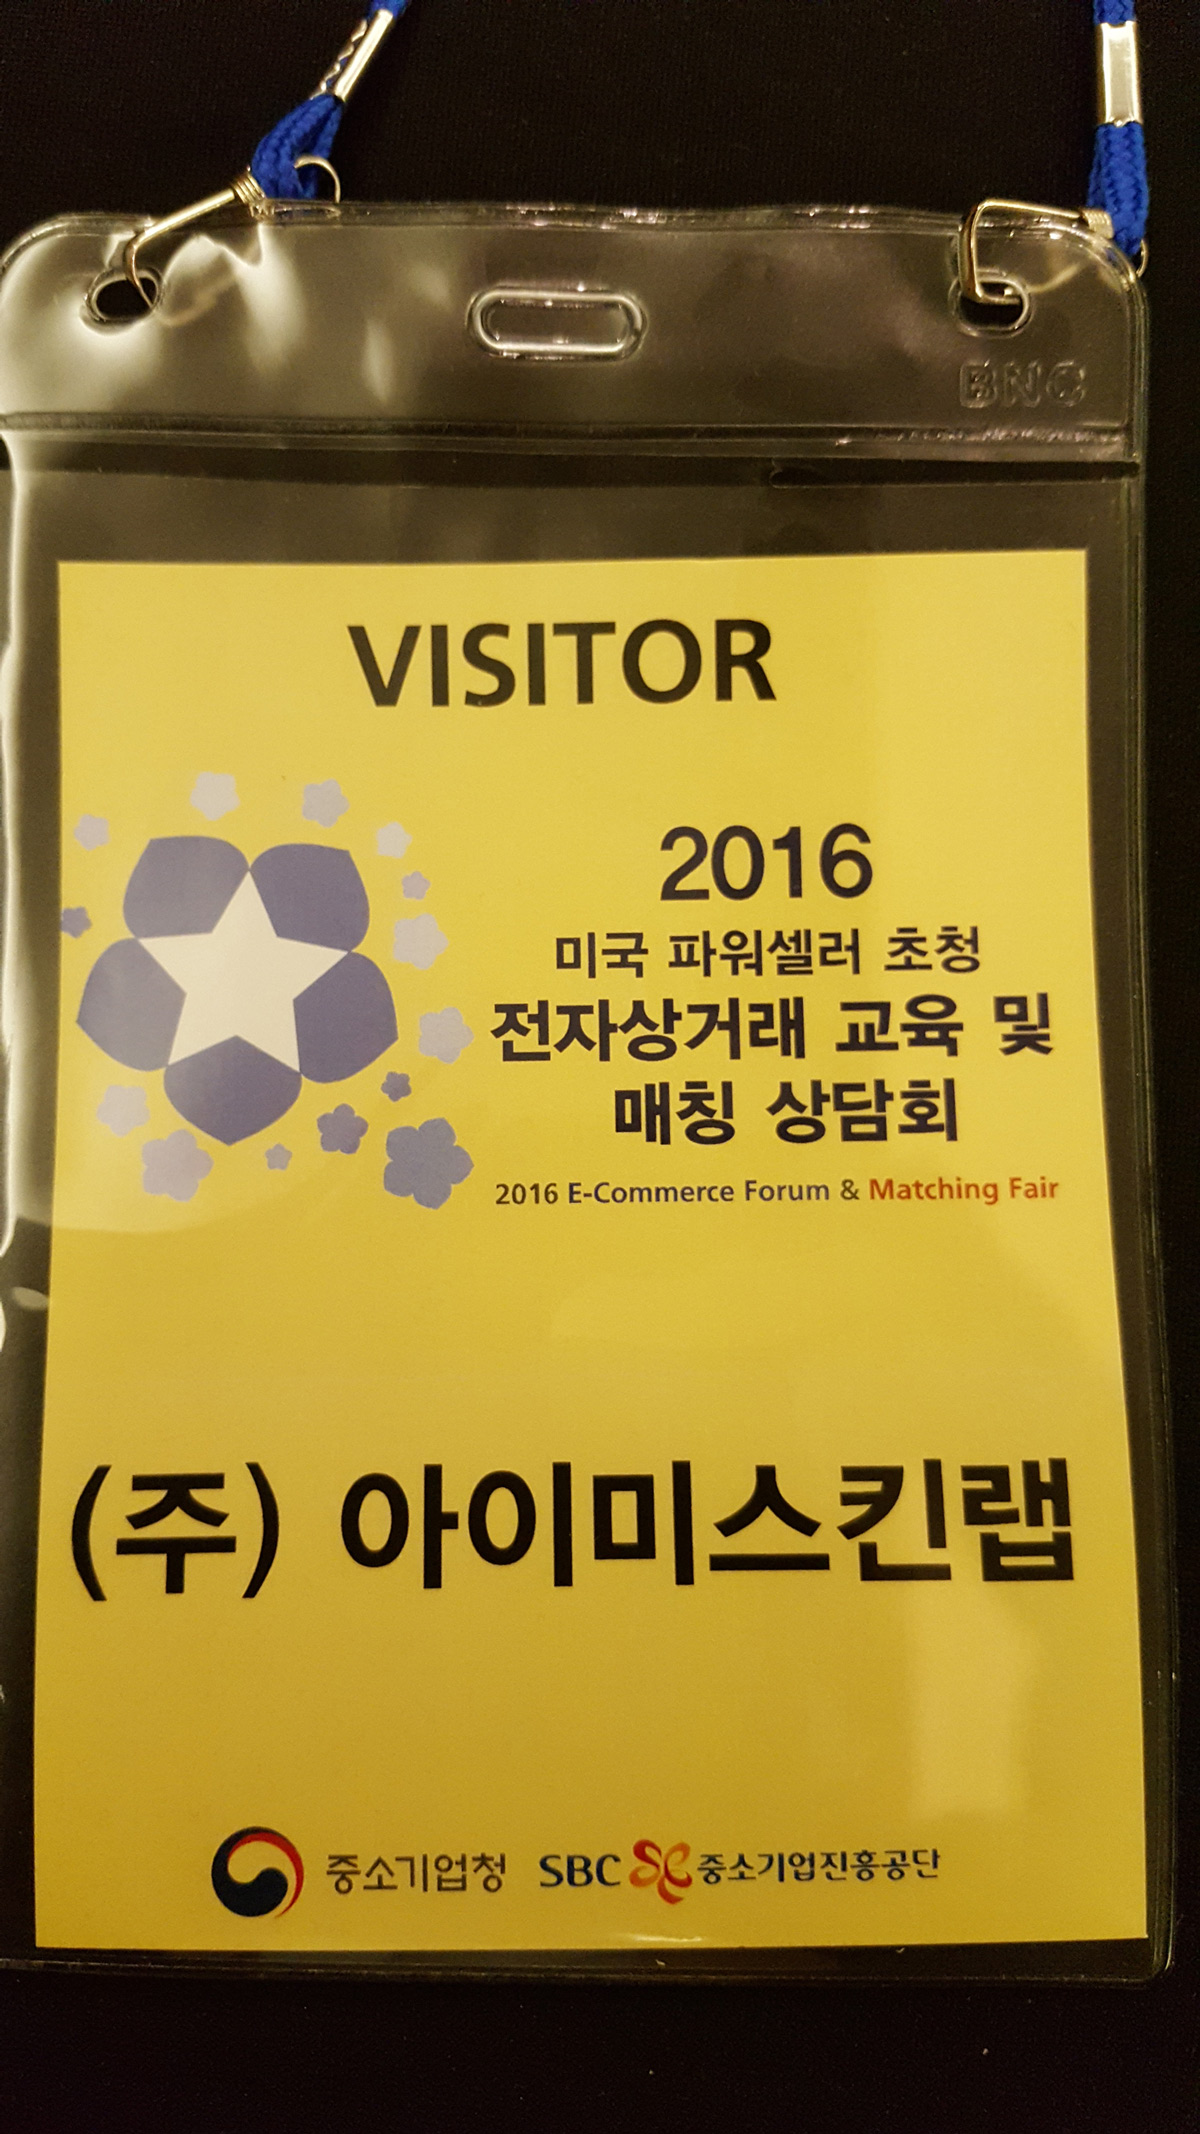 BNC
VISITOR
2016
미국 파워셀러 초청
전자상거래 교육 및
매칭 상담회
2016 E-Commerce Forum & Matching Fair
(주) 아이미스킨랩
중소기업청 SBC 중소기업진흥공단